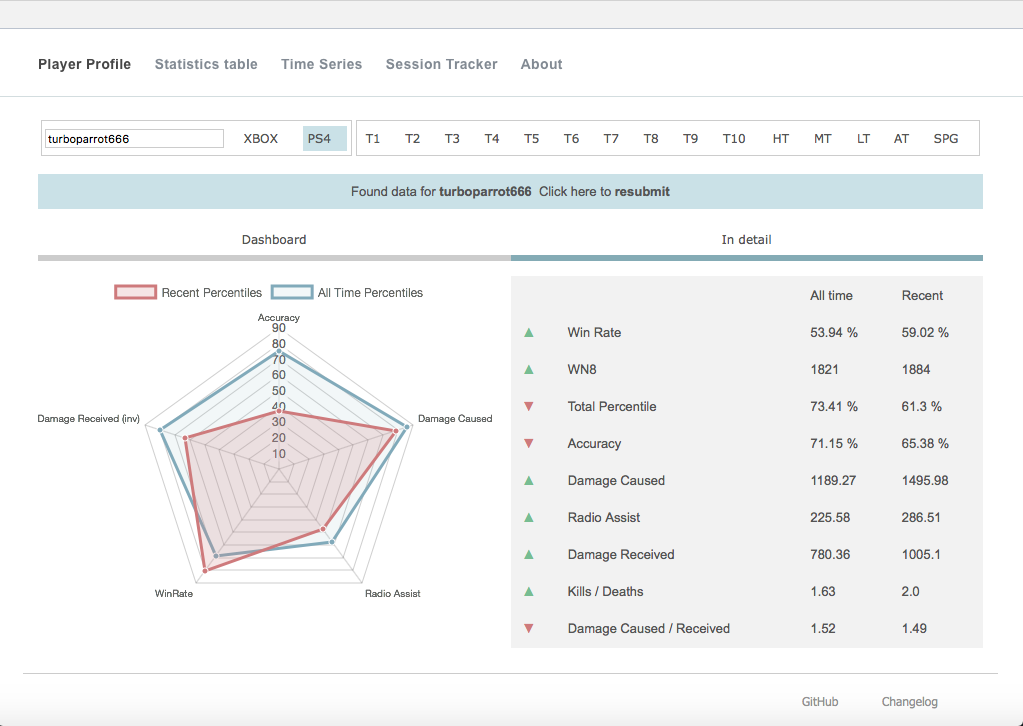 Player Profile Statistics table Time Series Session Tracker About
turboparrot666 XBOX PS4 T1 T2 T3 T4 T5 T6 T7 T8 T9 T10 HT MT LT AT SPG
Found data for turboparrot666 Click here to resubmit
Dashboard In detail
Recent Percentiles All Time Percentiles
Accuracy
90
80
70
60
50
40
30
20
10
Damage Received (inv)
Damage Caused
WinRate
Radio Assist
All time Recent
▲ Win Rate 53.94 % 59.02 %
▲ WN8 1821 1884
▼ Total Percentile 73.41 % 61.3 %
▼ Accuracy 71.15 % 65.38 %
▲ Damage Caused 1189.27 1495.98
▲ Radio Assist 225.58 286.51
▲ Damage Received 780.36 1005.1
▲ Kills / Deaths 1.63 2.0
▼ Damage Caused / Received 1.52 1.49
GitHub Changelog